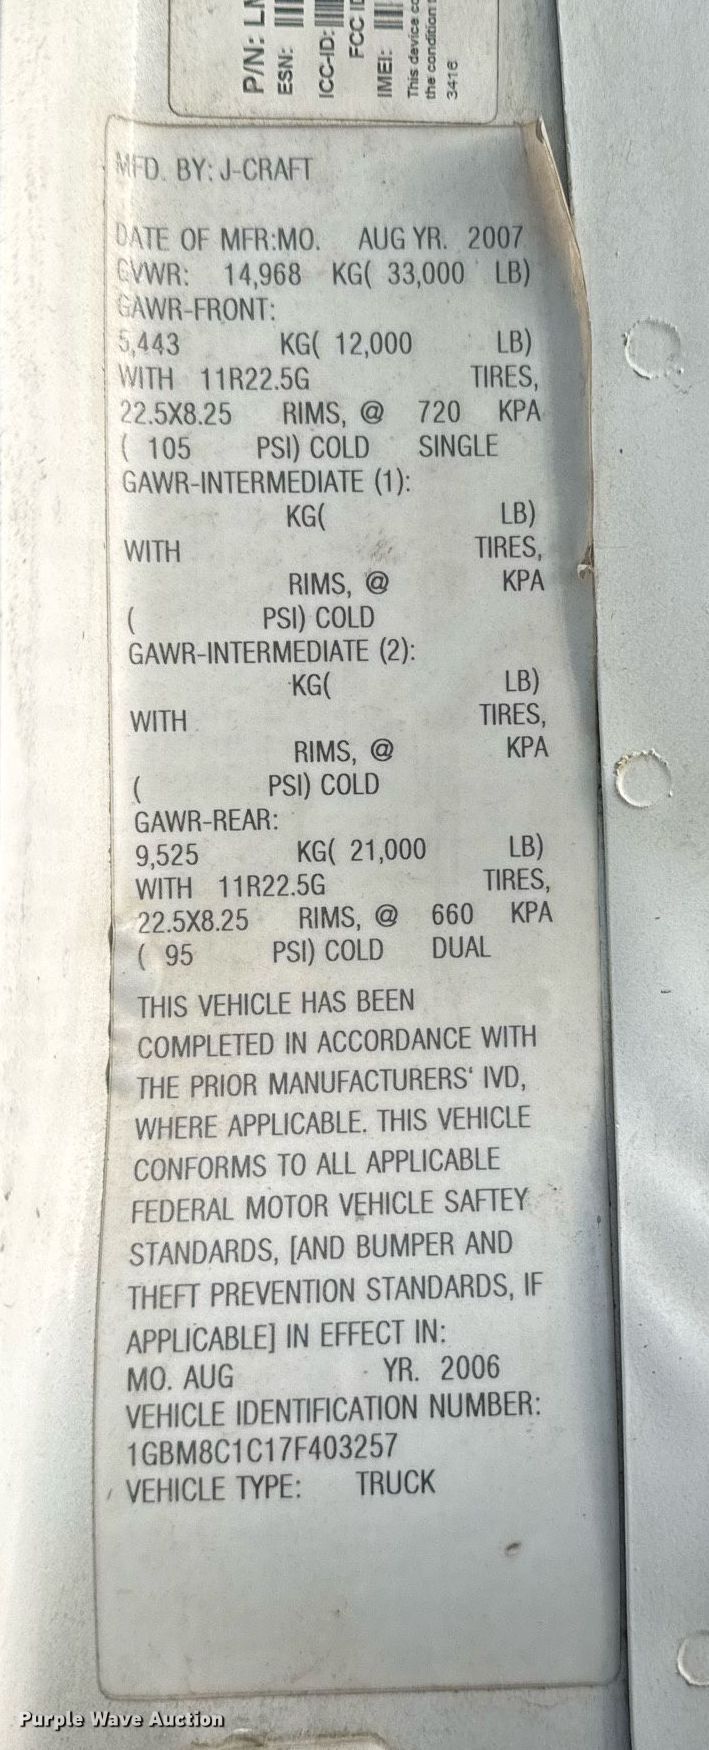 P/N:
ESN:
ICC-ID:
FCC
IMEI:
This device
the condition
3416
MFD. BY: J-CRAFT
DATE OF MFR:MO. AUG YR. 2007
GVWR: 14,968 KG( 33,000 LB)
GAWR-FRONT:
5,443 KG( 12,000 LB)
WITH 11R22.5G TIRES,
22.5X8.25 RIMS, @ 720 KPA
( 105 PSI) COLD SINGLE
GAWR-INTERMEDIATE (1):
KG( LB)
WITH TIRES,
RIMS, @ KPA
( PSI) COLD
GAWR-INTERMEDIATE (2):
KG( LB)
WITH TIRES,
RIMS, @ KPA
( PSI) COLD
GAWR-REAR:
9,525 KG( 21,000 LB)
WITH 11R22.5G TIRES,
22.5X8.25 RIMS, @ 660 KPA
( 95 PSI) COLD DUAL
THIS VEHICLE HAS BEEN
COMPLETED IN ACCORDANCE WITH
THE PRIOR MANUFACTURERS' IVD,
WHERE APPLICABLE. THIS VEHICLE
CONFORMS TO ALL APPLICABLE
FEDERAL MOTOR VEHICLE SAFTEY
STANDARDS, [AND BUMPER AND
THEFT PREVENTION STANDARDS, IF
APPLICABLE] IN EFFECT IN:
MO. AUG YR. 2006
VEHICLE IDENTIFICATION NUMBER:
1GBM8C1C17F403257
VEHICLE TYPE: TRUCK
Purple Wave Auction